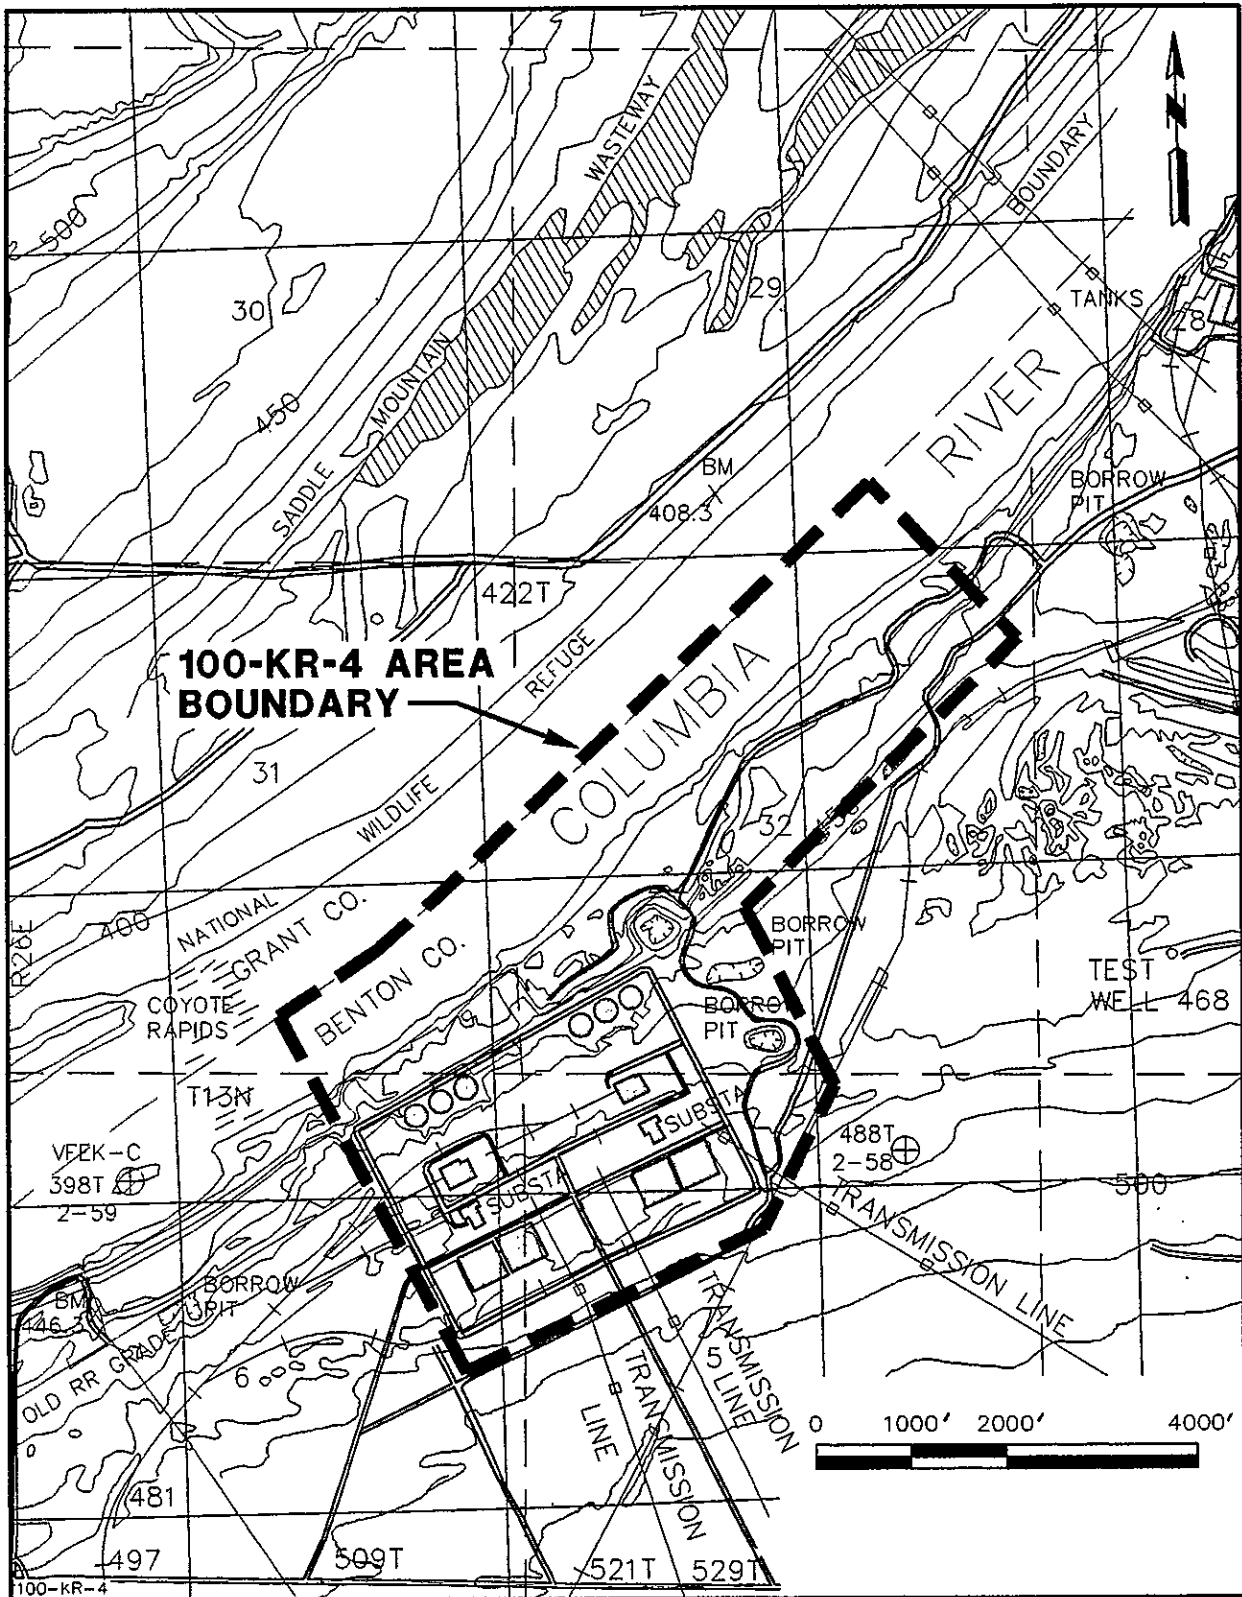 WASTEWAY
N
BOUNDARY
500
30
29
TANKS
28
MOUNTAIN
450
RIVER
SADDLE
BM
408.3
BORROW
PIT
422T
100-KR-4 AREA
BOUNDARY
REFUGE
COLUMBIA
31
WILDLIFE
32
400
NATIONAL
GRANT CO.
R26E
BENTON CO.
BORROW
PIT
TEST
WELL 468
COYOTE
RAPIDS
BORROW
PIT
T13N
SUBSTA
VFEK-C
398T
2-59
488T
2-58
500
SUBSTA
TRANSMISSION LINE
BORROW
PIT
BM
446.3
OLD RR GRADE
6
5
TRANSMISSION
LINE
TRANSMISSION
LINE
TRANSMISSION
0 1000' 2000' 4000'
481
497
509T
521T
529T
100-KR-4